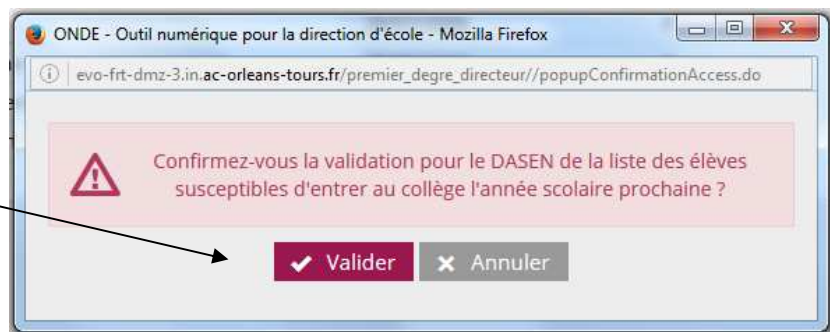 ONDE - Outil numérique pour la direction d'école - Mozilla Firefox
evo-frt-dmz-3.in.ac-orleans-tours.fr/premier_degre_directeur//popupConfirmationAccess.do
Confirmez-vous la validation pour le DASEN de la liste des élèves
susceptibles d'entrer au collège l'année scolaire prochaine ?
Valider Annuler